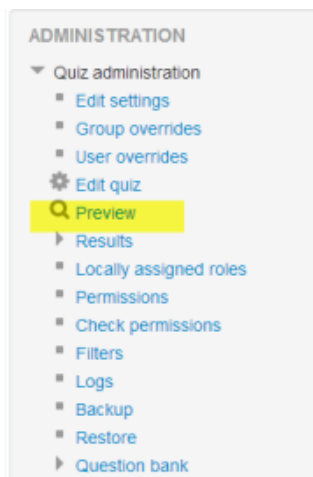 ADMINISTRATION
Quiz administration
Edit settings
Group overrides
User overrides
Edit quiz
Preview
Results
Locally assigned roles
Permissions
Check permissions
Filters
Logs
Backup
Restore
Question bank